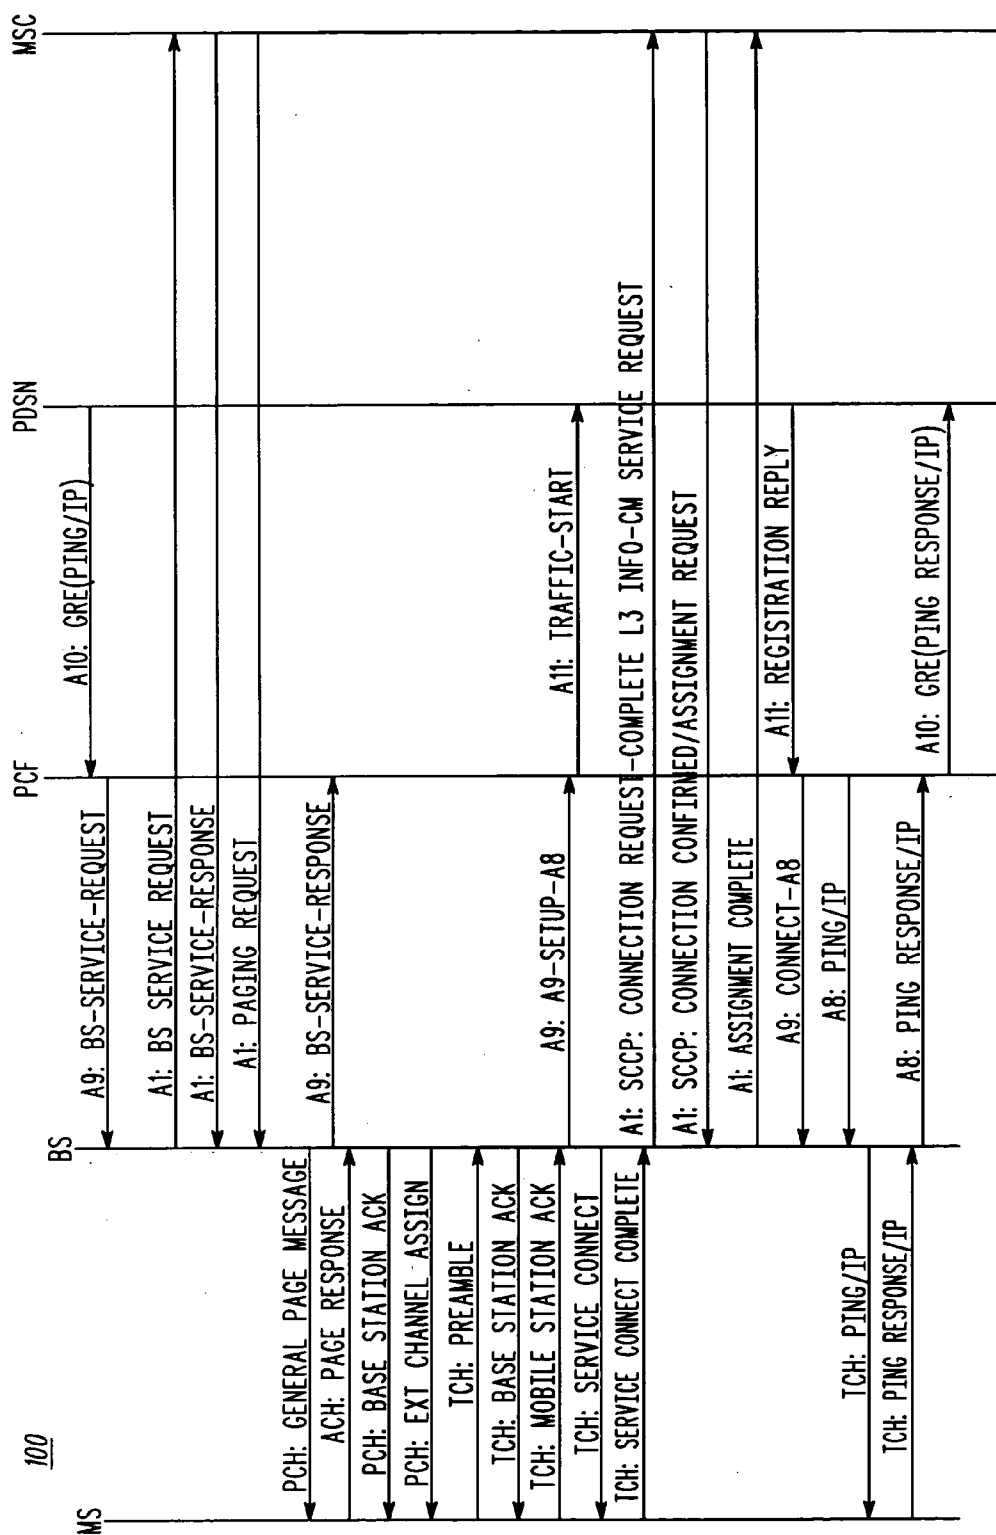 100
MS
BS
PCF
PDSN
MSC
A10: GRE(PING/IP)
A9: BS-SERVICE-REQUEST
A1: BS SERVICE REQUEST
A1: BS-SERVICE-RESPONSE
A1: PAGING REQUEST
PCH: GENERAL PAGE MESSAGE
A9: BS-SERVICE-RESPONSE
ACH: PAGE RESPONSE
PCH: BASE STATION ACK
PCH: EXT CHANNEL ASSIGN
TCH: PREAMBLE
TCH: BASE STATION ACK
TCH: MOBILE STATION ACK
A9: A9-SETUP-A8
A11: TRAFFIC-START
TCH: SERVICE CONNECT
TCH: SERVICE CONNECT COMPLETE
A1: SCCP: CONNECTION REQUEST-COMPLETE L3 INFO-CM SERVICE REQUEST
A1: SCCP: CONNECTION CONFIRMED/ASSIGNMENT REQUEST
A1: ASSIGNMENT COMPLETE
A11: REGISTRATION REPLY
A9: CONNECT-A8
A8: PING/IP
TCH: PING/IP
TCH: PING RESPONSE/IP
A8: PING RESPONSE/IP
A10: GRE(PING RESPONSE/IP)